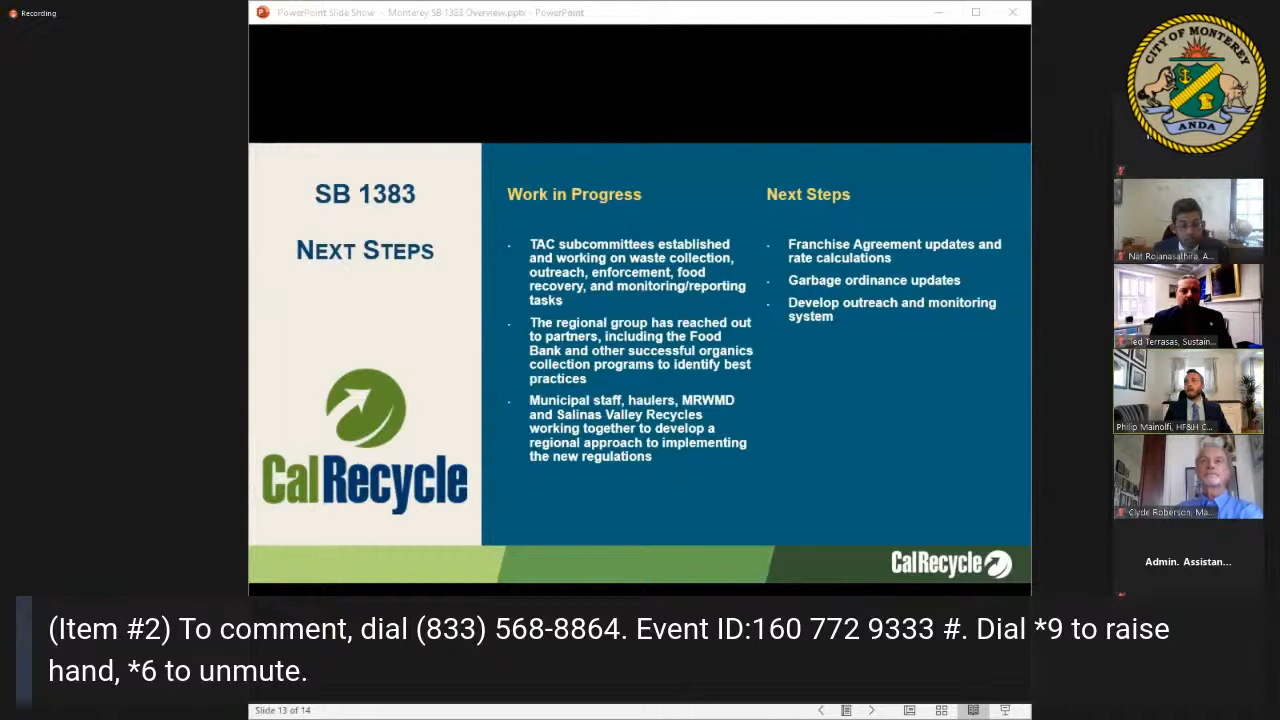 Recording
PowerPoint Slide Show - Monterey SB 1383 Overview.pptx - PowerPoint
CITY OF MONTEREY
ANDA
SB 1383
NEXT STEPS
CalRecycle
Work in Progress
· TAC subcommittees established
and working on waste collection,
outreach, enforcement, food
recovery, and monitoring/reporting
tasks
· The regional group has reached out
to partners, including the Food
Bank and other successful organics
collection programs to identify best
practices
· Municipal staff, haulers, MRWMD
and Salinas Valley Recycles
working together to develop a
regional approach to implementing
the new regulations
Next Steps
· Franchise Agreement updates and
rate calculations
· Garbage ordinance updates
· Develop outreach and monitoring
system
CalRecycle
Nat Rojanasathira, A...
Ted Terrasas, Sustain...
Philip Mainolfi, HF&H C...
Clyde Roberson, Ma...
Admin. Assistan...
(Item #2) To comment, dial (833) 568-8864. Event ID:160 772 9333 #. Dial *9 to raise
hand, *6 to unmute.
Slide 13 of 14